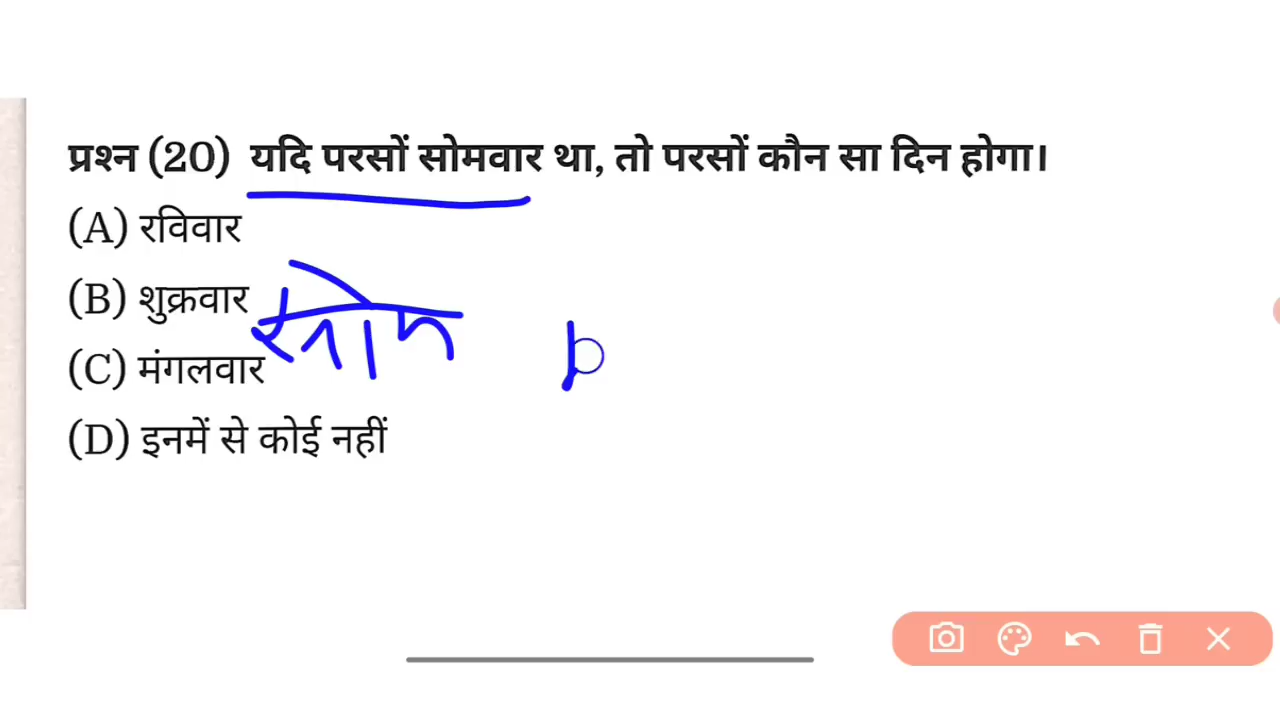 प्रश्न (20) यदि परसों सोमवार था, तो परसों कौन सा दिन होगा।
(A) रविवार
(B) शुक्रवार
(C) मंगलवार
(D) इनमें से कोई नहीं
सोम